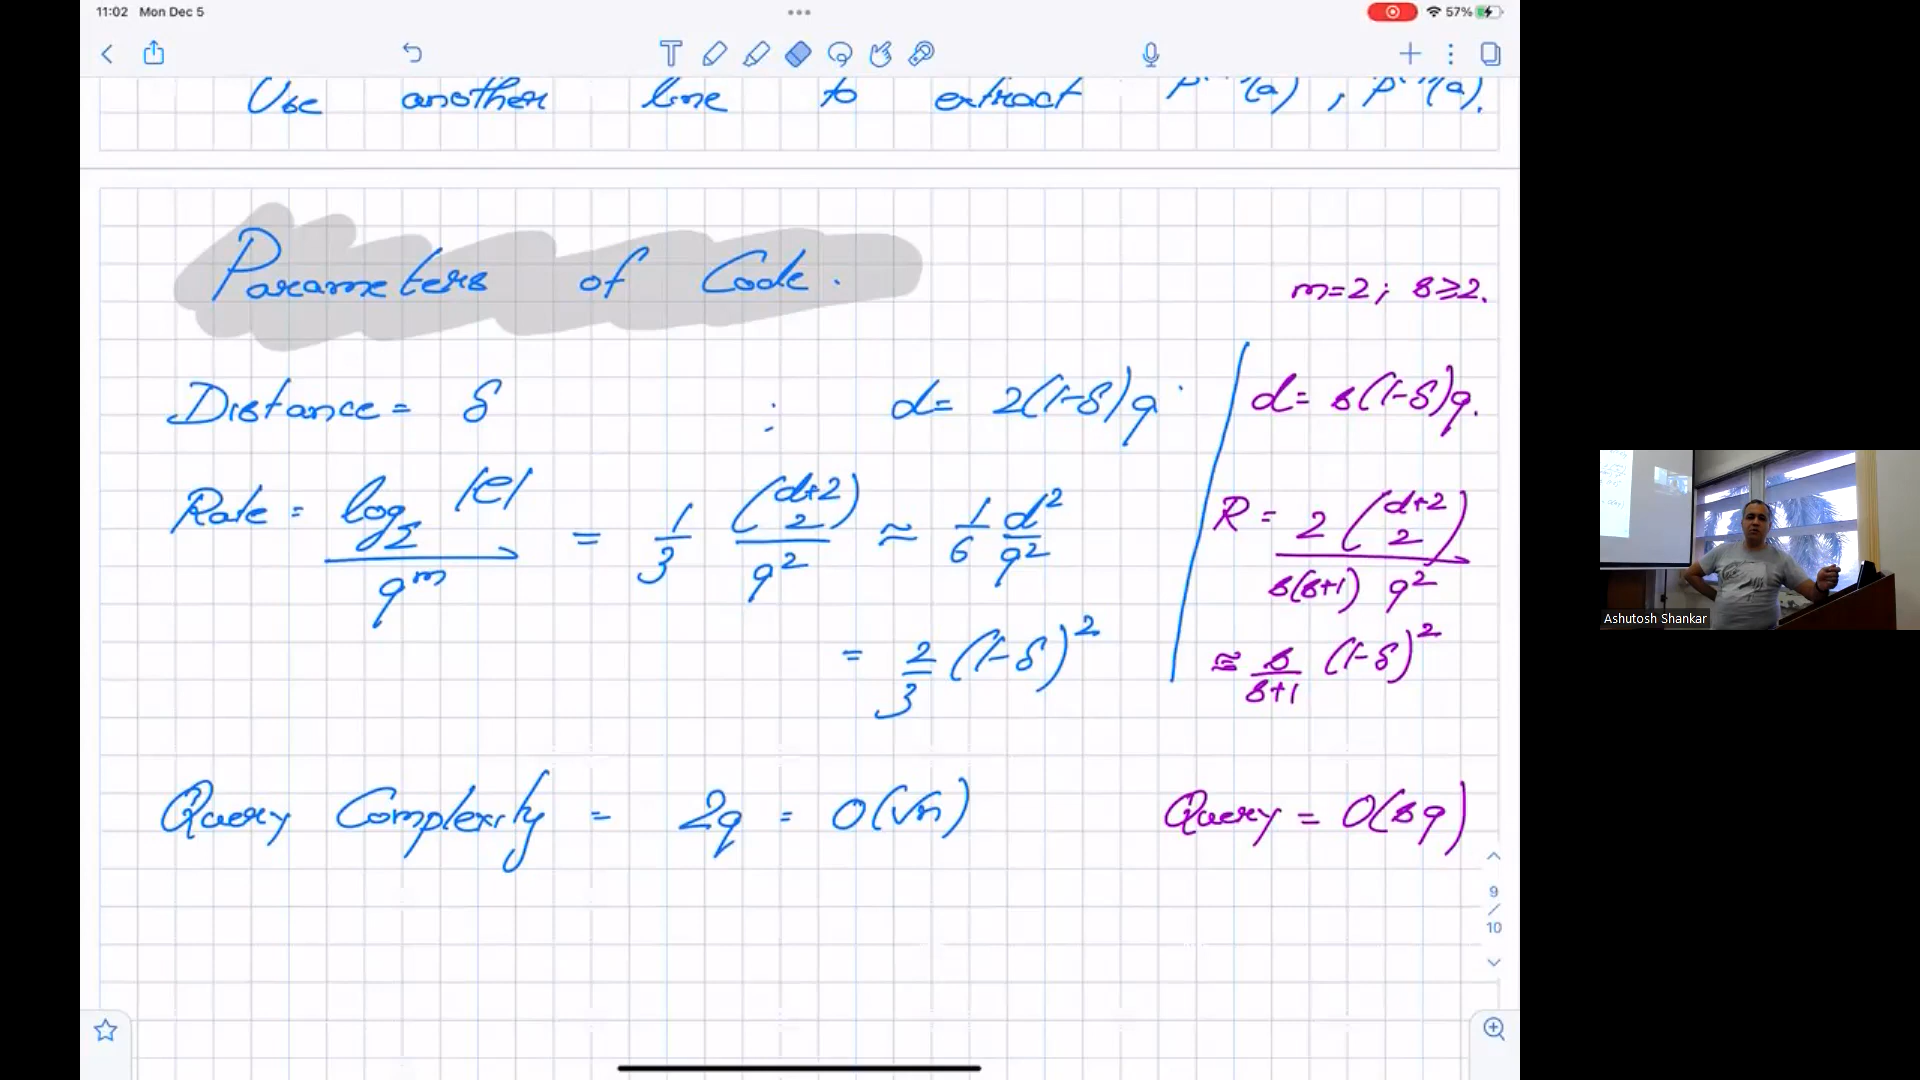 11:02 Mon Dec 5
57%
Use another line to extract (a), (a).
Parameters of Code.
m=2; s≥2.
Distance = δ : d = 2(1-δ)q.
d = s(1-δ)q.
Rate = log_Σ |C| / q^m = 1/3 (d+2 choose 2) / q^2 ≈ 1/6 d^2/q^2
R = 2 (d+2 choose 2) / s(s+1) q^2
= 2/3 (1-δ)^2
≅ s/s+1 (1-δ)^2
Query Complexity = 2q = O(√n)
Query = O(sq)
9
/
10
Ashutosh Shankar